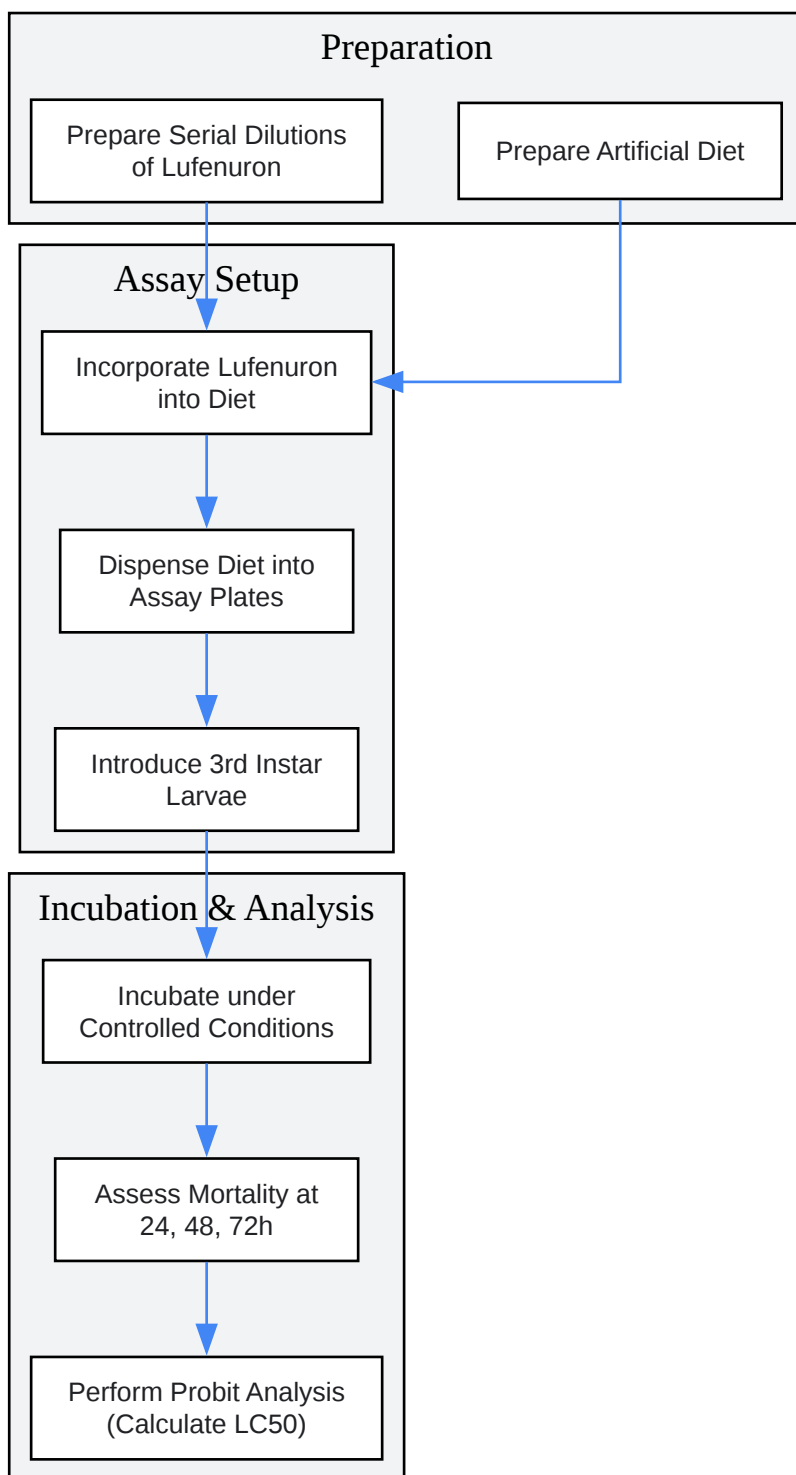 Preparation
Prepare Serial Dilutions
of Lufenuron
Prepare Artificial Diet
Assay Setup
Incorporate Lufenuron
into Diet
Dispense Diet into
Assay Plates
Introduce 3rd Instar
Larvae
Incubation & Analysis
Incubate under
Controlled Conditions
Assess Mortality at
24, 48, 72h
Perform Probit Analysis
(Calculate LC50)